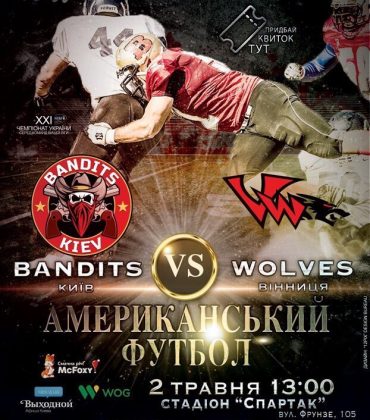 ПРИДБАЙ
КВИТОК
ТУТ
44
XXI
ЧЕМПІОНАТ УКРАЇНИ
BANDITS
KIEV
W
BANDITS
VS
WOLVES
КИЇВ
ВІННИЦЯ
АМЕРИКАНСЬКИЙ
ФУТБОЛ
McFOXY
Выходной
WOG
2 ТРАВНЯ 13:00
СТАДІОН "СПАРТАК"
ВУЛ. ФРУНЗЕ, 105